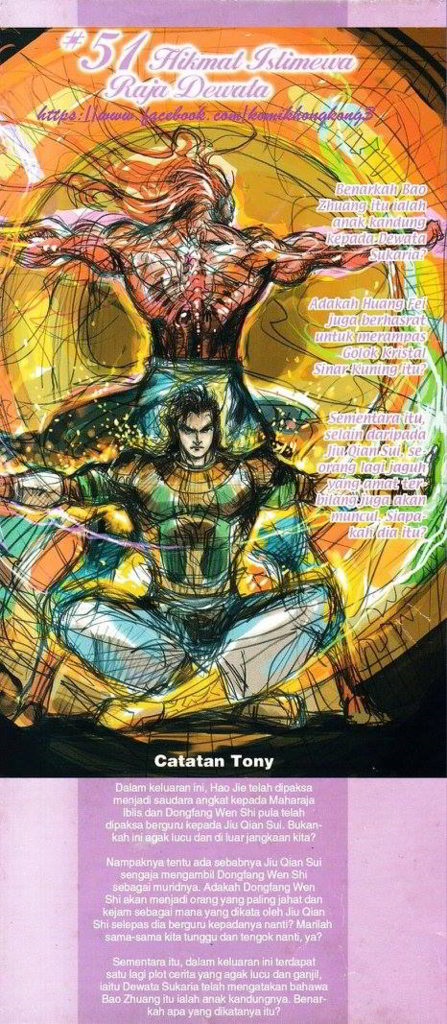 #51 Hikmat Istimewa
Raja Dewata
https://www.facebook.com/komikhongkong3
Benarkah Bao
Zhuang itu ialah
anak kandung
kepada Dewata
Sukaria?
Adakah Huang Fei
juga berhasrat
untuk merampas
Golok Kristal
Sinar Kuning itu?
Sementara itu,
selain daripada
Jiu Qian Sui, se-
orang lagi jaguh
yang amat ter-
bilang juga akan
muncul. Siapa-
kah dia itu?
Catatan Tony
Dalam keluaran ini, Hao Jie telah dipaksa
menjadi saudara angkat kepada Maharaja
Iblis dan Dongfang Wen Shi pula telah
dipaksa berguru kepada Jiu Qian Sui. Bukan-
kah ini agak lucu dan di luar jangkaan kita?
Nampaknya tentu ada sebabnya Jiu Qian Sui
sengaja mengambil Dongfang Wen Shi
sebagai muridnya. Adakah Dongfang Wen
Shi akan menjadi orang yang paling jahat dan
kejam sebagai mana yang dikata oleh Jiu Qian
Shi selepas dia berguru kepadanya nanti? Marilah
sama-sama kita tunggu dan tengok nanti, ya?
Sementara itu, dalam keluaran ini terdapat
satu lagi plot cerita yang agak lucu dan ganjil,
iaitu Dewata Sukaria telah mengatakan bahawa
Bao Zhuang itu ialah anak kandungnya. Benar-
kah apa yang dikatanya itu?